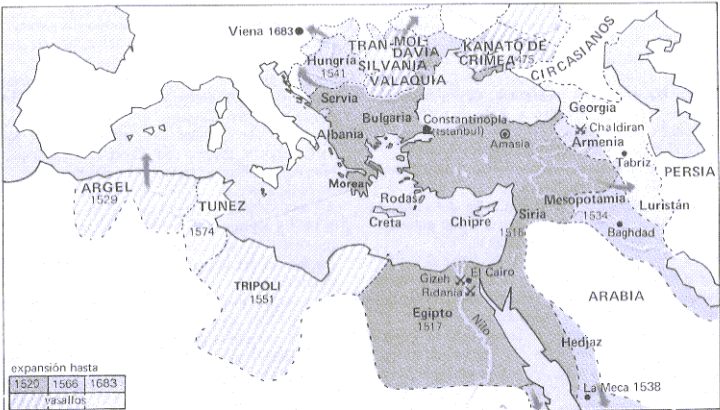 Viena 1683
TRAN-
SILVANIA
MOL-
DAVIA
VALAQUIA
KANATO DE
CRIMEA
1475
CIRCASIANOS
Hungría
1541
Servia
Bulgaria
Albania
Constantinopla
(Istanbul)
Amasia
Georgia
Chaldiran
Armenia
Tabriz
PERSIA
Morea
Rodas
Creta
Chipre
Siria
1516
Mesopotamia
1534
Luristán
Baghdad
ARGEL
1529
TUNEZ
1574
TRIPOLI
1551
Gizeh
El Cairo
Ridania
Egipto
1517
Nilo
ARABIA
Hedjaz
La Meca 1538
expansión hasta
1520 1566 1683
vasallos